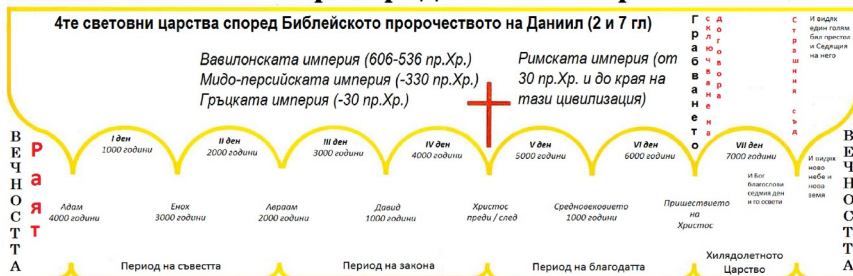 4те световни царства според Библейското пророчеството на Даниил (2 и 7 гл)
Вавилонската империя (606-536 пр.Хр.)
Мидо-персийската империя (-330 пр.Хр.)
Гръцката империя (-30 пр.Хр.)
Римската империя (от
30 пр.Хр. и до края на
тази цивилизация)
Грабването
сключване на
договора
Страшния съд
И видях
един голям
бял престол
и Седящия
на него
ВЕЧНОСТТА
Раят
I ден
1000 години
II ден
2000 години
III ден
3000 години
IV ден
4000 години
V ден
5000 години
VI ден
6000 години
VII ден
7000 години
И Бог
благослови
седмия ден
и го освети
И видях
ново
небе и
нова
земя
ВЕЧНОСТТА
Адам
4000 години
Енох
3000 години
Авраам
2000 години
Давид
1000 години
Христос
преди / след
Средновековието
1000 години
Пришествието
на
Христос
Период на съвестта
Период на закона
Период на благодатта
Хилядолетното
Царство